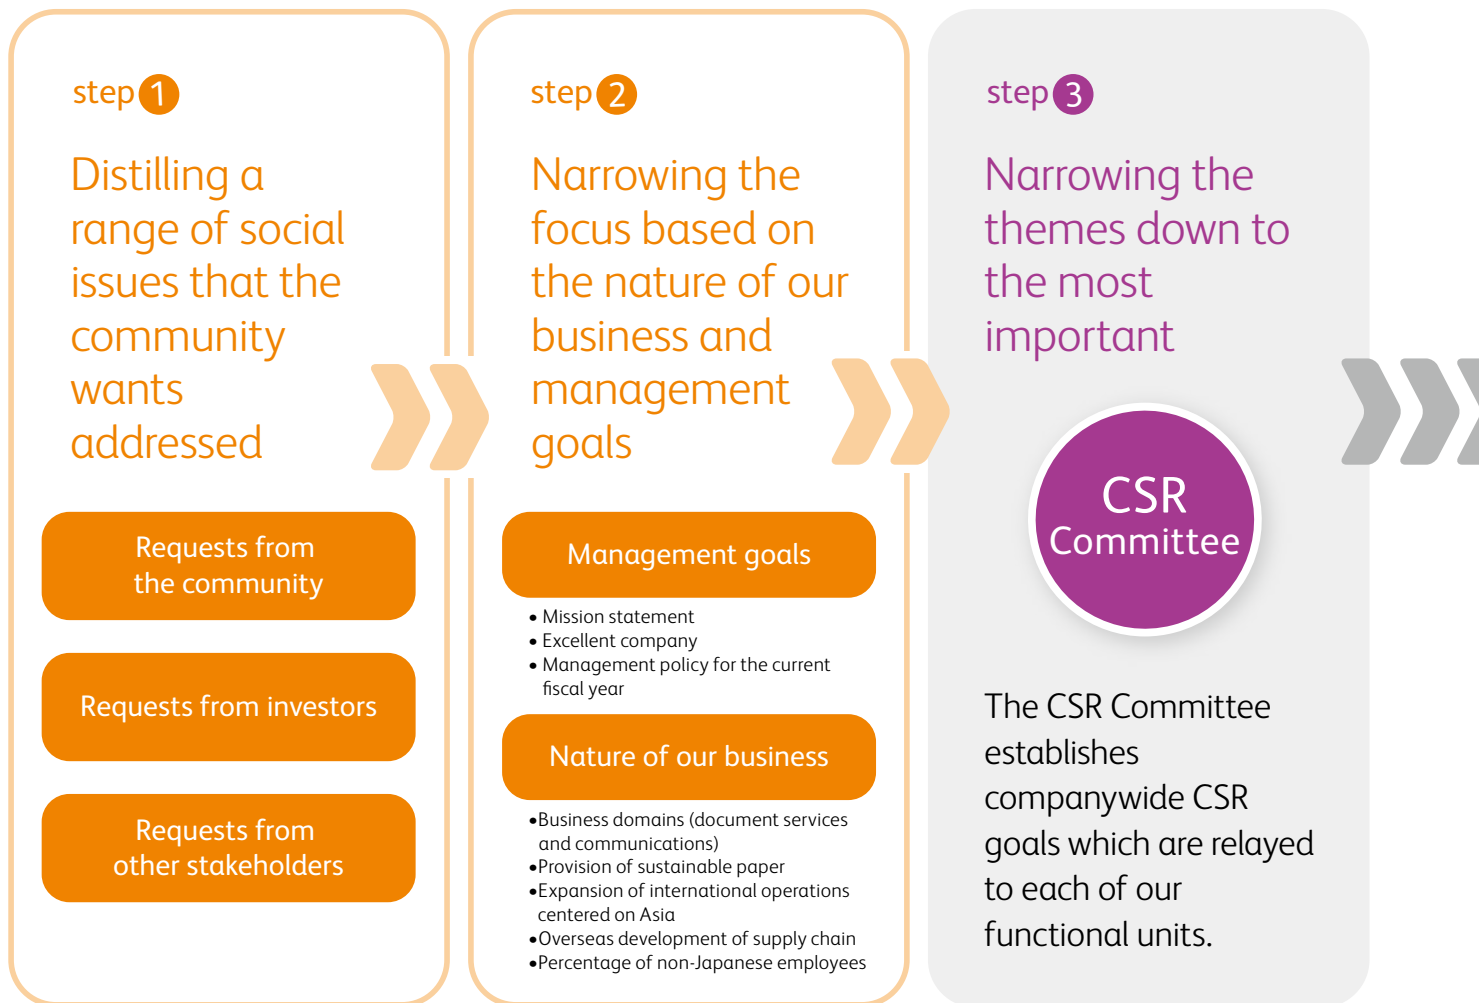 step 1
Distilling a
range of social
issues that the
community
wants
addressed
Requests from
the community
Requests from investors
Requests from
other stakeholders
step 2
Narrowing the
focus based on
the nature of our
business and
management
goals
Management goals
• Mission statement
• Excellent company
• Management policy for the current
fiscal year
Nature of our business
•Business domains (document services
and communications)
•Provision of sustainable paper
•Expansion of international operations
centered on Asia
•Overseas development of supply chain
•Percentage of non-Japanese employees
step 3
Narrowing the
themes down to
the most
important
CSR
Committee
The CSR Committee
establishes
companywide CSR
goals which are relayed
to each of our
functional units.